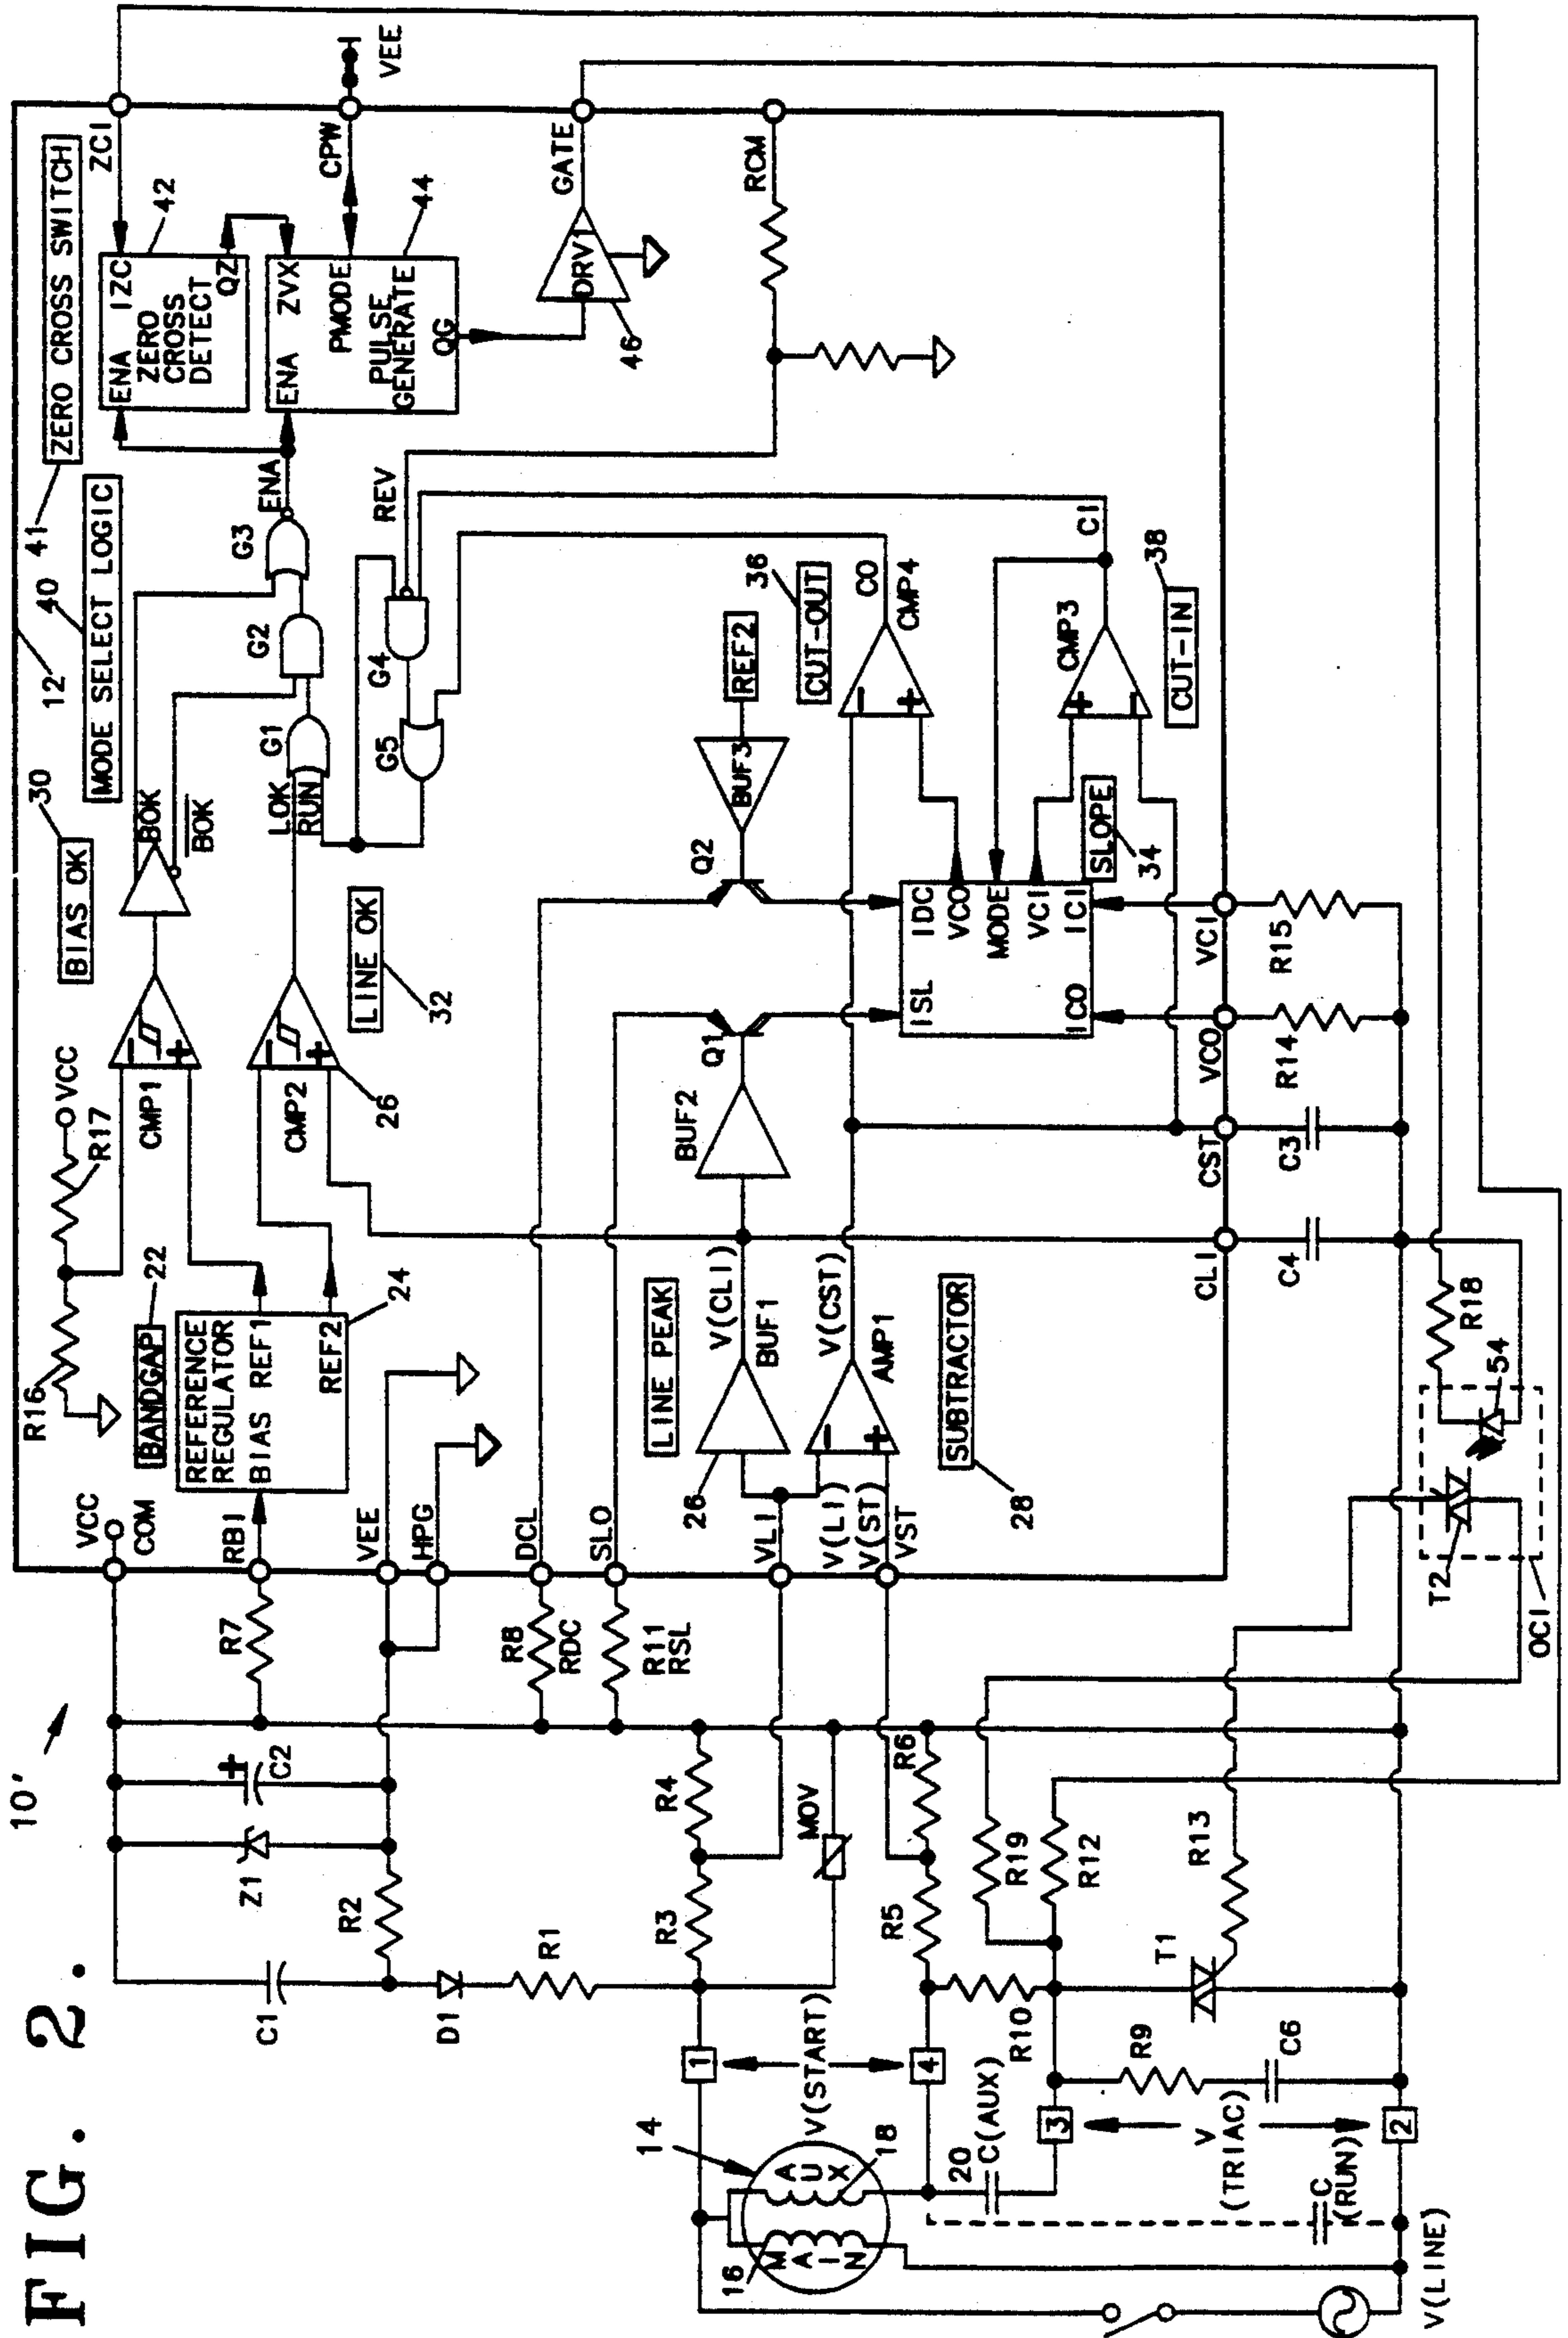 FIG. 2.
10'
12'
41
ZERO CROSS SWITCH
40
MODE SELECT LOGIC
30
BIAS OK
R17
VCC
R16
BANDGAP
22
24
REFERENCE
REGULATOR
BIAS REF1
REF2
CMP1
BOK
BOK
CMP2
26
LINE OK
32
LOK
RUN
G1
G2
G3
ENA
G4
G5
REV
ENA IZC
ZERO
CROSS
DETECT
QZ
42
ENA ZVX
PMODE
PULSE
GENERATE
QG
44
ZCI
CPW
VEE
DRV1
46
GATE
RCM
VCC
COM
RBI
VEE
HPG
DCL
SLO
VLI
V(LI)
V(ST)
VST
LINE PEAK
26
BUF1
V(CLI)
V(CST)
AMP1
SUBTRACTOR
28
BUF2
Q1
Q2
BUF3
REF2
36
CUT-OUT
CO
CMP4
CI
CMP3
38
CUT-IN
SLOPE
34
ISL IDC
VCO
MODE
VCI
ICO ICI
CLI
CST
VCO
VCI
C4
C3
R14
R15
C1
Z1
C2
R2
R7
D1
R1
R8
RDC
R11
RSL
R3
R4
MOV
R5
R6
R10
R19
R12
R13
T1
R9
C6
1
4
3
2
V(START)
14
MAIN
AUX
16
18
20
C(AUX)
V
(TRIAC)
C
(RUN)
V(LINE)
T2
OC1
54
R18